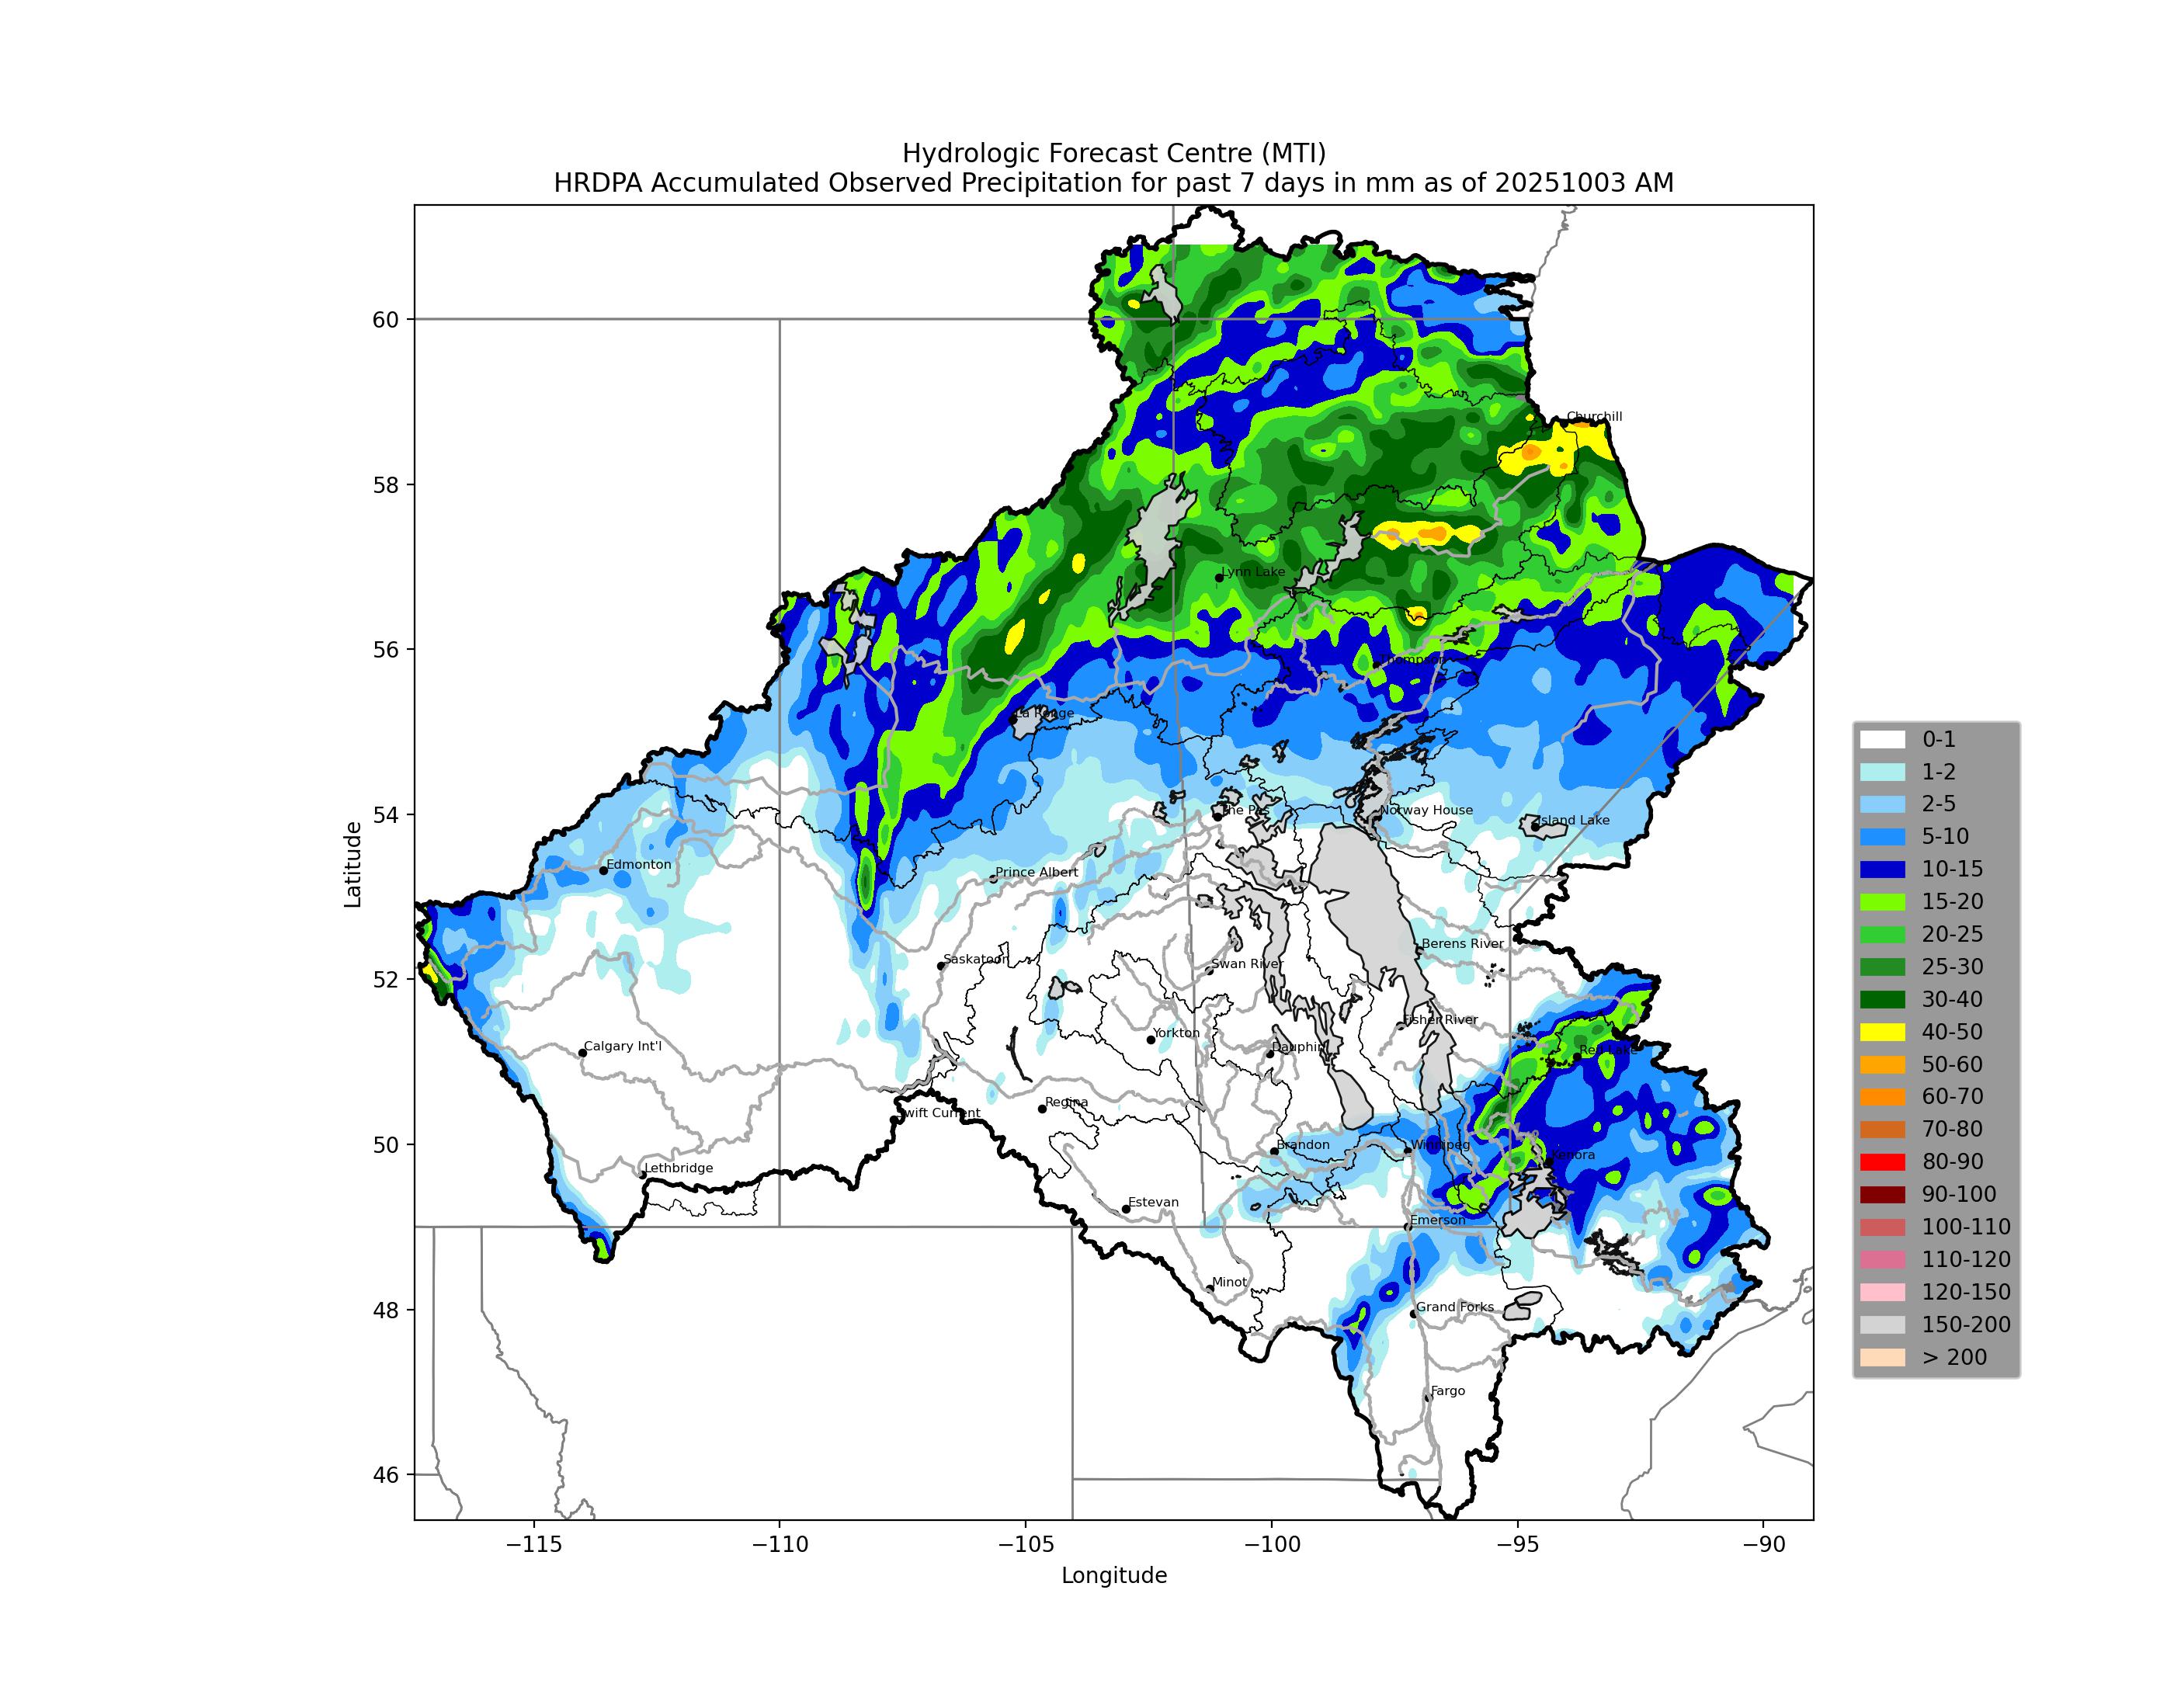 Hydrologic Forecast Centre (MTI)
HRDPA Accumulated Observed Precipitation for past 7 days in mm as of 20251003 AM
60
58
56
54
52
50
48
46
Latitude
−115
−110
−105
−100
−95
−90
Longitude
Churchill
Lynn Lake
Thompson
La Ronge
The Pas
Norway House
Island Lake
Edmonton
Prince Albert
Berens River
Saskatoon
Swan River
Fisher River
Yorkton
Dauphin
Calgary Int'l
Red Lake
Regina
Swift Current
Brandon
Winnipeg
Kenora
Lethbridge
Estevan
Emerson
Minot
Grand Forks
Fargo
0-1
1-2
2-5
5-10
10-15
15-20
20-25
25-30
30-40
40-50
50-60
60-70
70-80
80-90
90-100
100-110
110-120
120-150
150-200
> 200